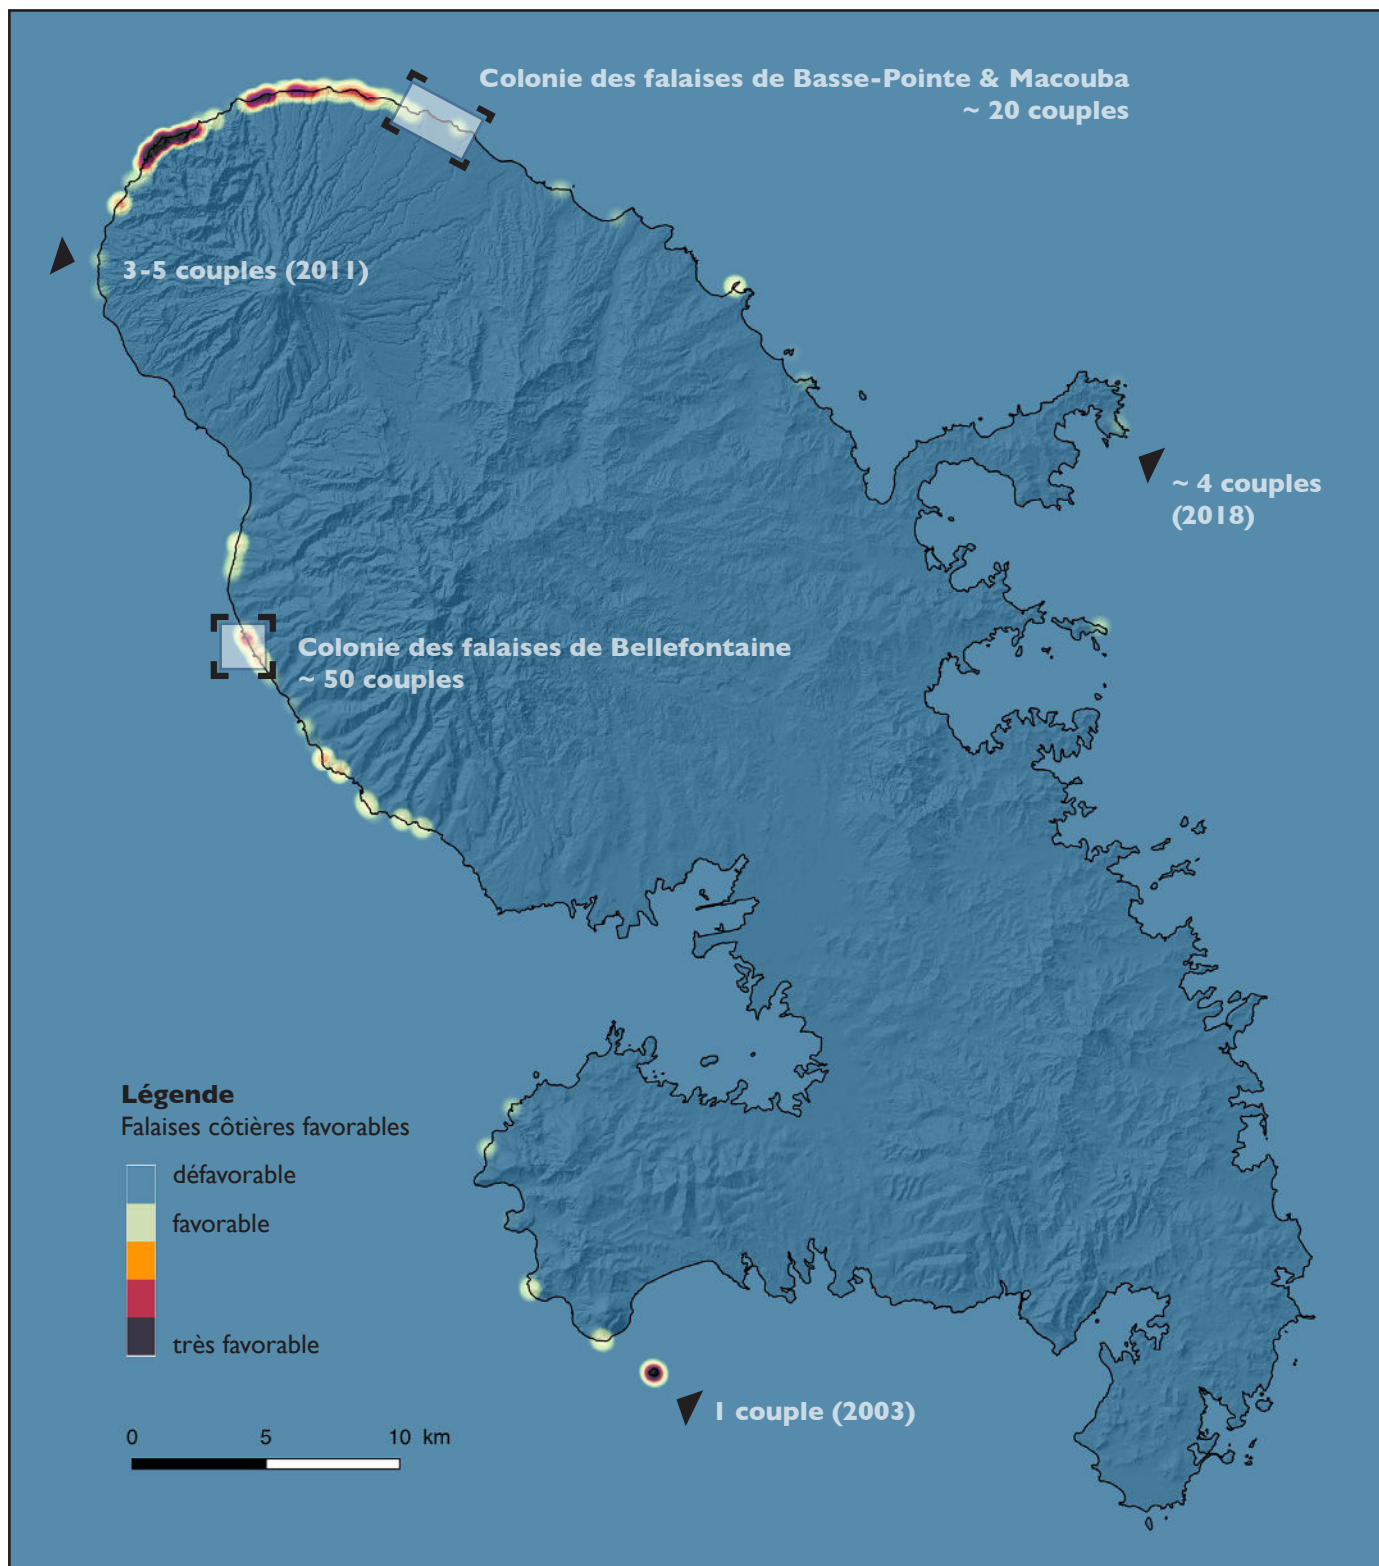 Colonie des falaises de Basse-Pointe & Macouba
~ 20 couples
3-5 couples (2011)
~ 4 couples
(2018)
Colonie des falaises de Bellefontaine
~ 50 couples
Légende
Falaises côtières favorables
défavorable
favorable
très favorable
1 couple (2003)
0 5 10 km